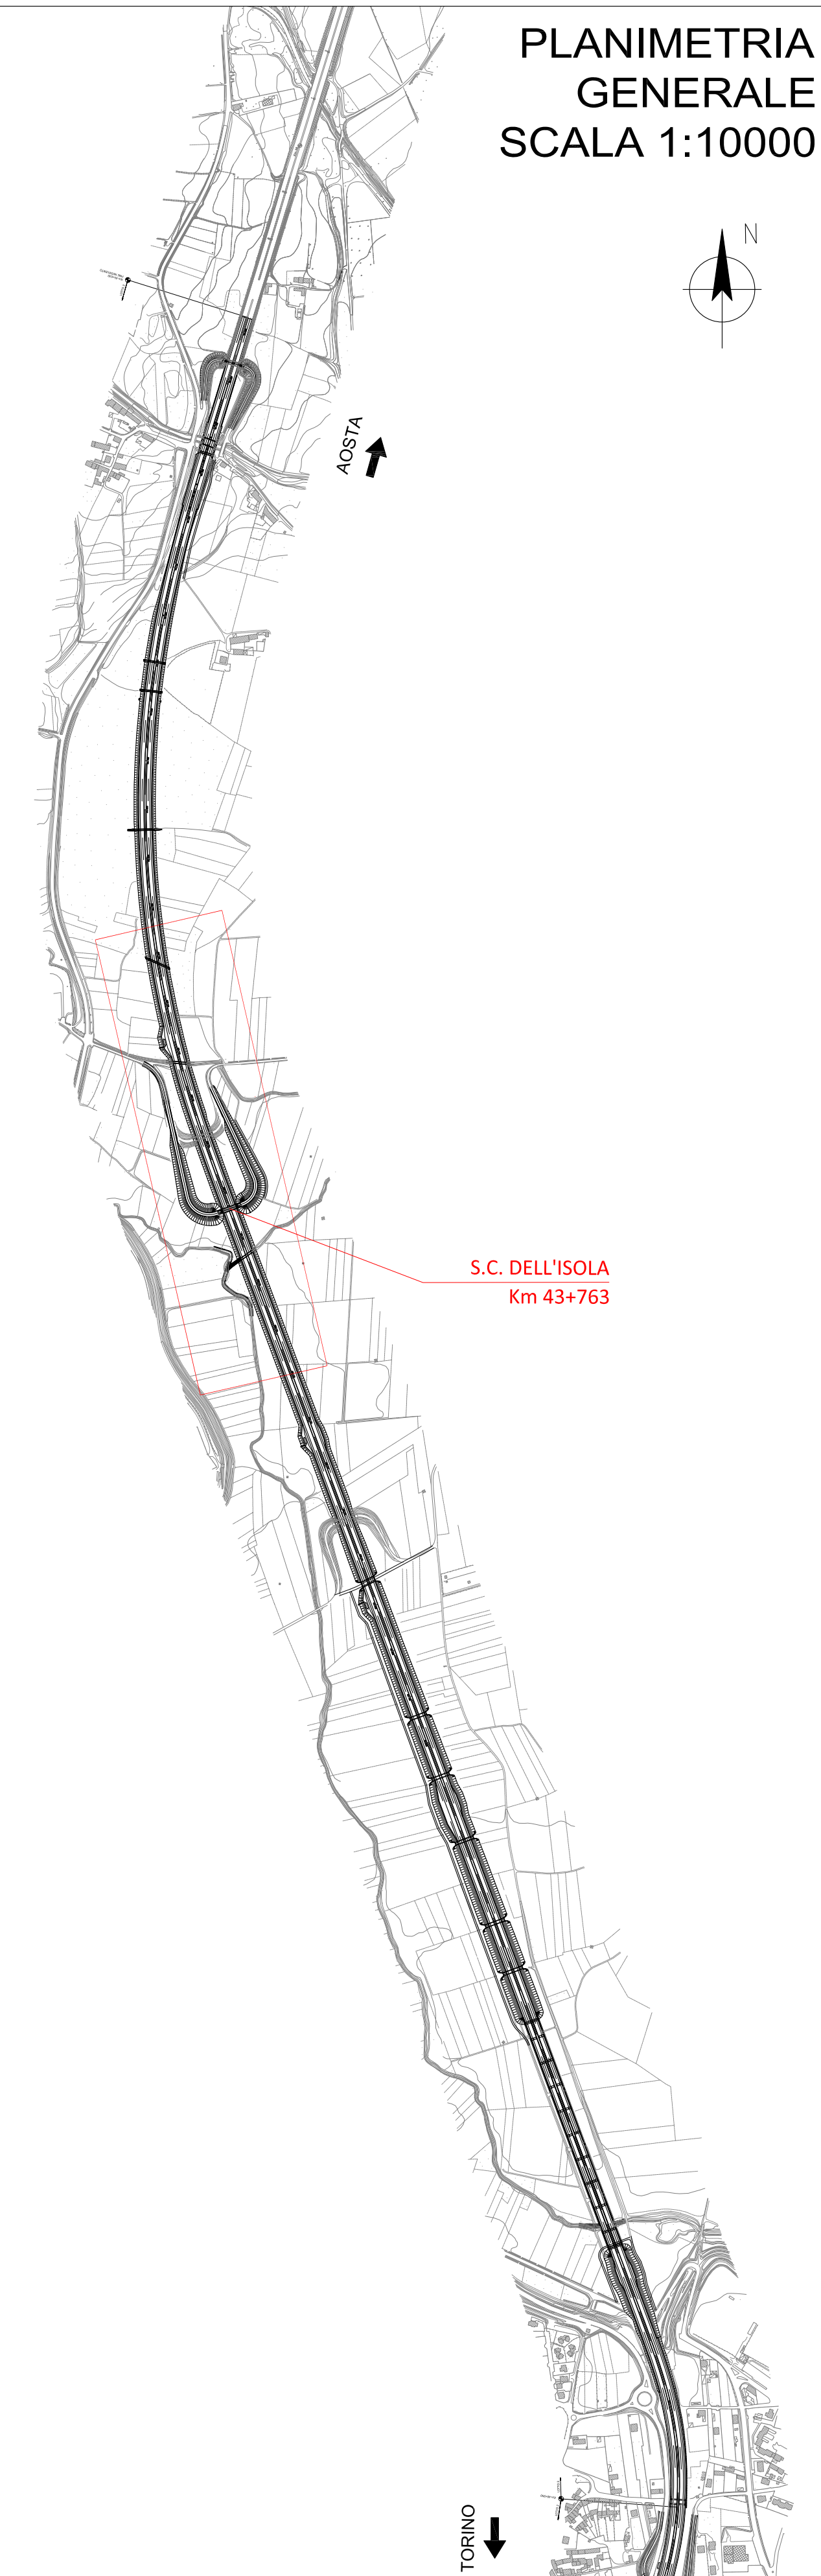 PLANIMETRIA
GENERALE
SCALA 1:10000
N
AOSTA
S.C. DELL'ISOLA
Km 43+763
TORINO